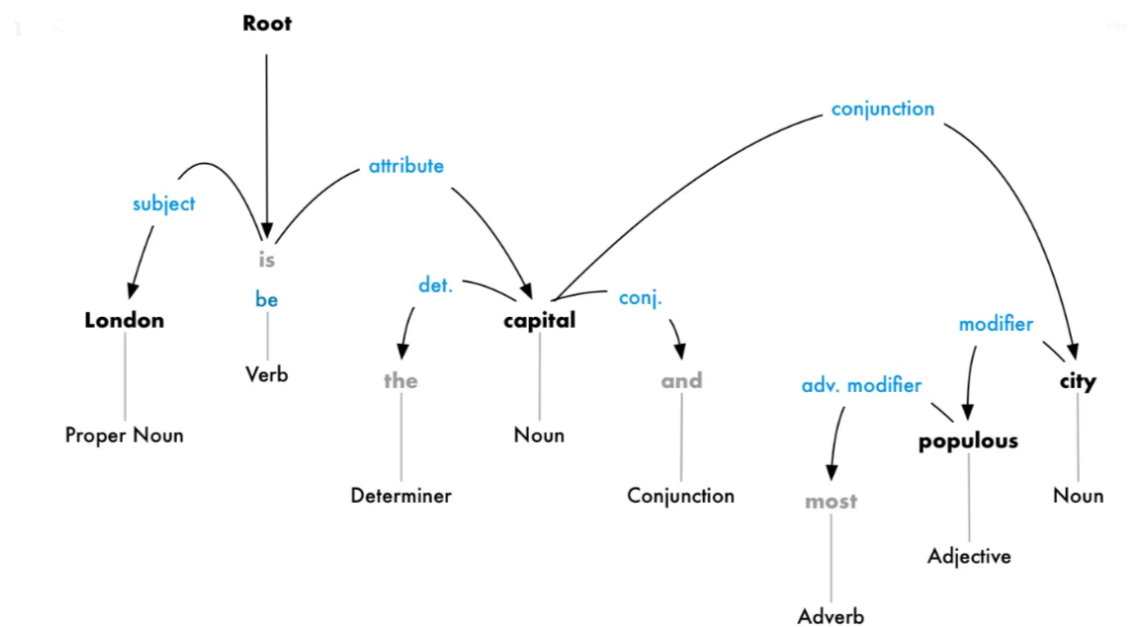 Root
conjunction
attribute
subject
is
det.
be
conj.
London
capital
modifier
Verb
the
and
adv. modifier
city
Proper Noun
Noun
populous
Determiner
Conjunction
most
Noun
Adjective
Adverb